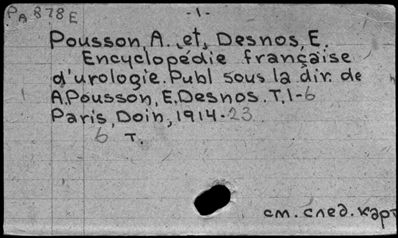 PA 878 E
-1-
Pousson, A. et Desnos, E.
Encyclopédie française
d'urologie. Publ sous la dir. de
A. Pousson, E. Desnos. T. 1-6
Paris, Doin, 1914-23
6 T.
см. след. карт